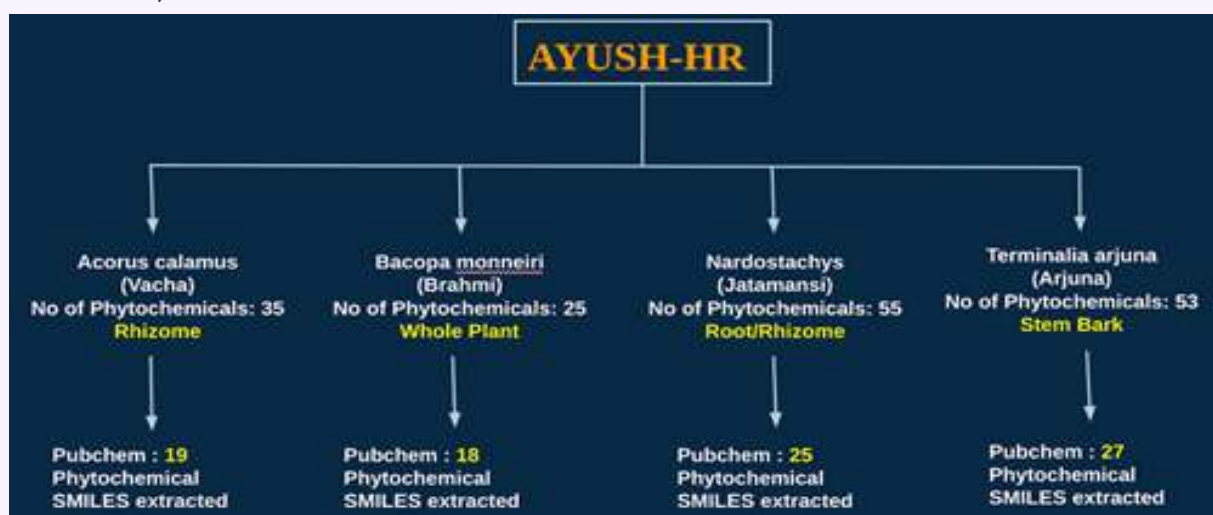 AYUSH-HR
Acorus calamus
(Vacha)
No of Phytochemicals: 35
Rhizome
Bacopa monneiri
(Brahmi)
No of Phytochemicals: 25
Whole Plant
Nardostachys
(Jatamansi)
No of Phytochemicals: 55
Root/Rhizome
Terminalia arjuna
(Arjuna)
No of Phytochemicals: 53
Stem Bark
Pubchem : 19
Phytochemical
SMILES extracted
Pubchem : 18
Phytochemical
SMILES extracted
Pubchem : 25
Phytochemical
SMILES extracted
Pubchem : 27
Phytochemical
SMILES extracted